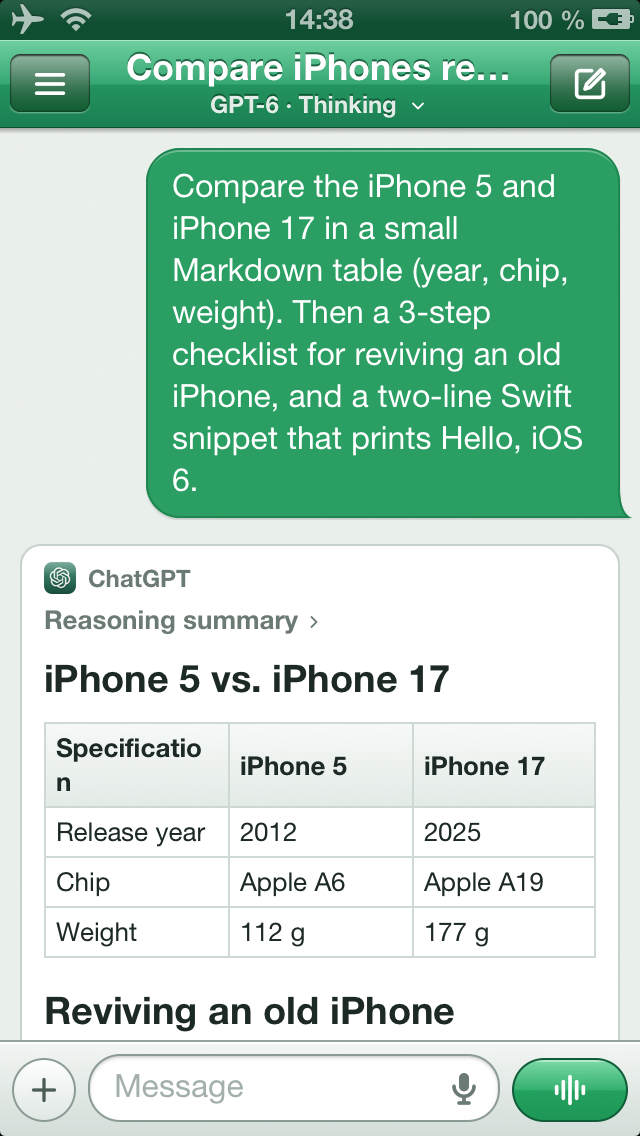 14:38
100 %
Compare iPhones re...
GPT-6 · Thinking
Compare the iPhone 5 and
iPhone 17 in a small
Markdown table (year, chip,
weight). Then a 3-step
checklist for reviving an old
iPhone, and a two-line Swift
snippet that prints Hello, iOS
6.
ChatGPT
Reasoning summary ›
iPhone 5 vs. iPhone 17
Specificatio
n
iPhone 5
iPhone 17
Release year
2012
2025
Chip
Apple A6
Apple A19
Weight
112 g
177 g
Reviving an old iPhone
Message